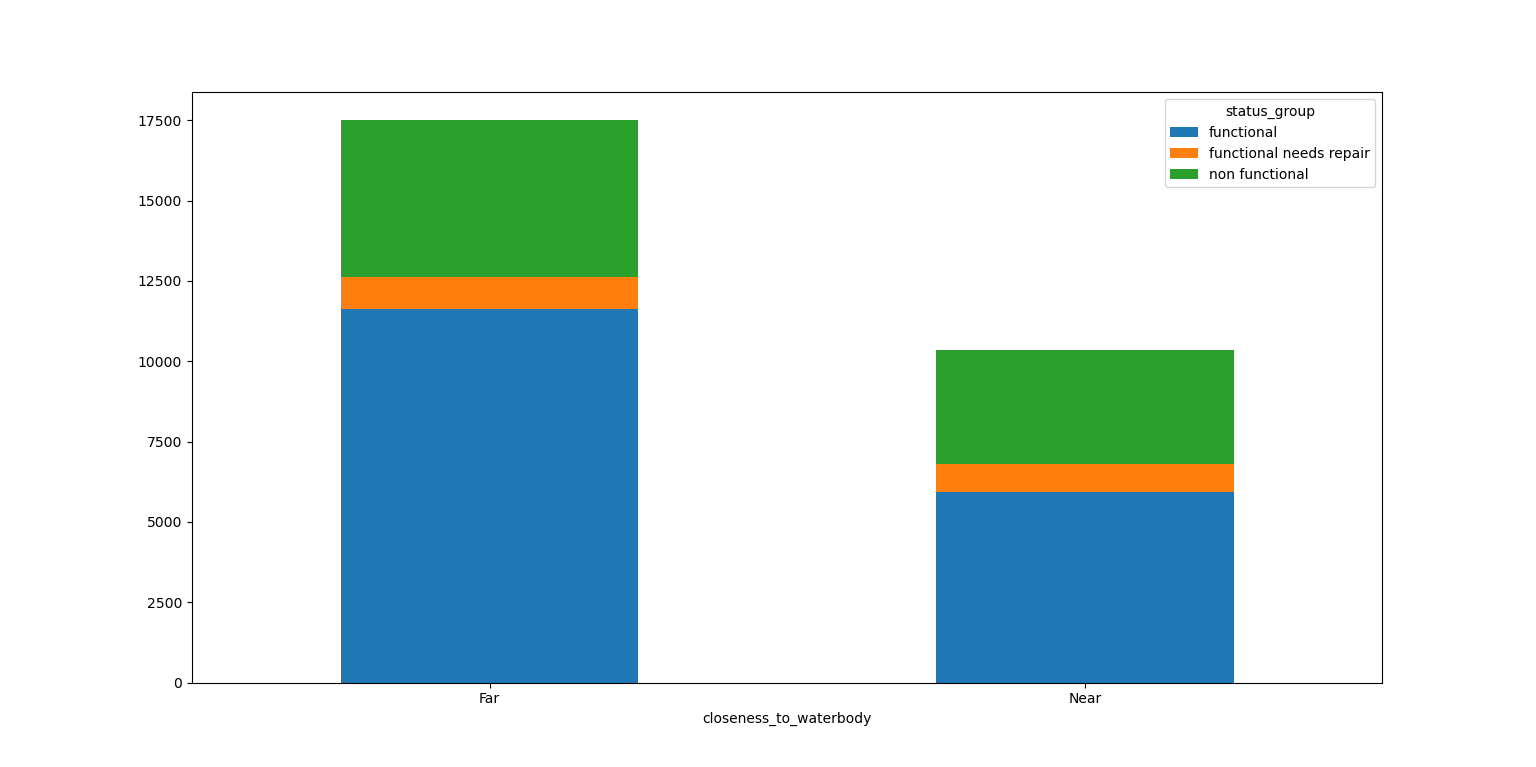 17500
15000
12500
10000
7500
5000
2500
0
status_group
functional
functional needs repair
non functional
Far
Near
closeness_to_waterbody